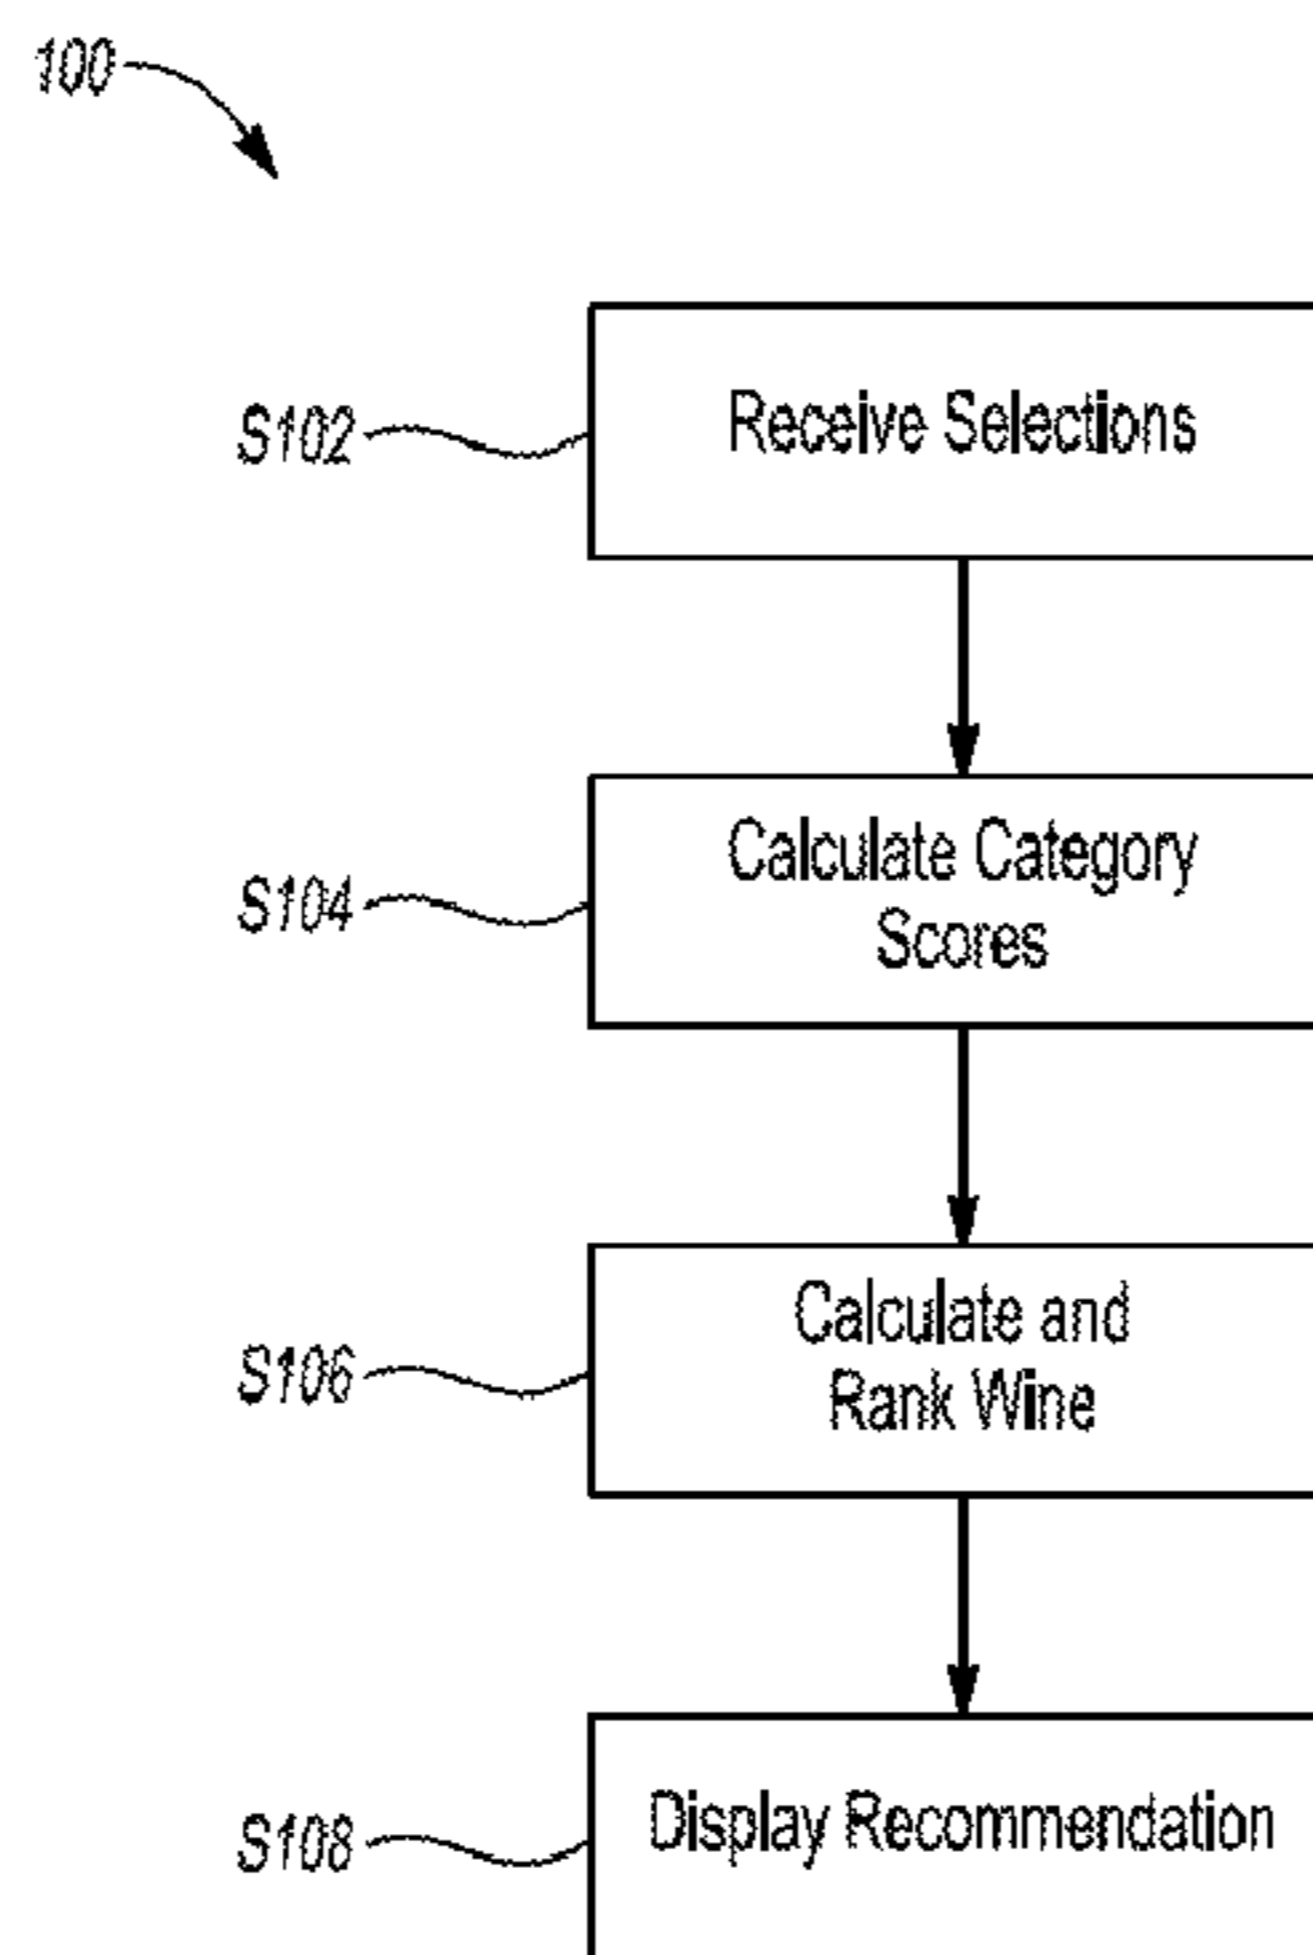 100
S102
Receive Selections
S104
Calculate Category
Scores
S106
Calculate and
Rank Wine
S108
Display Recommendation